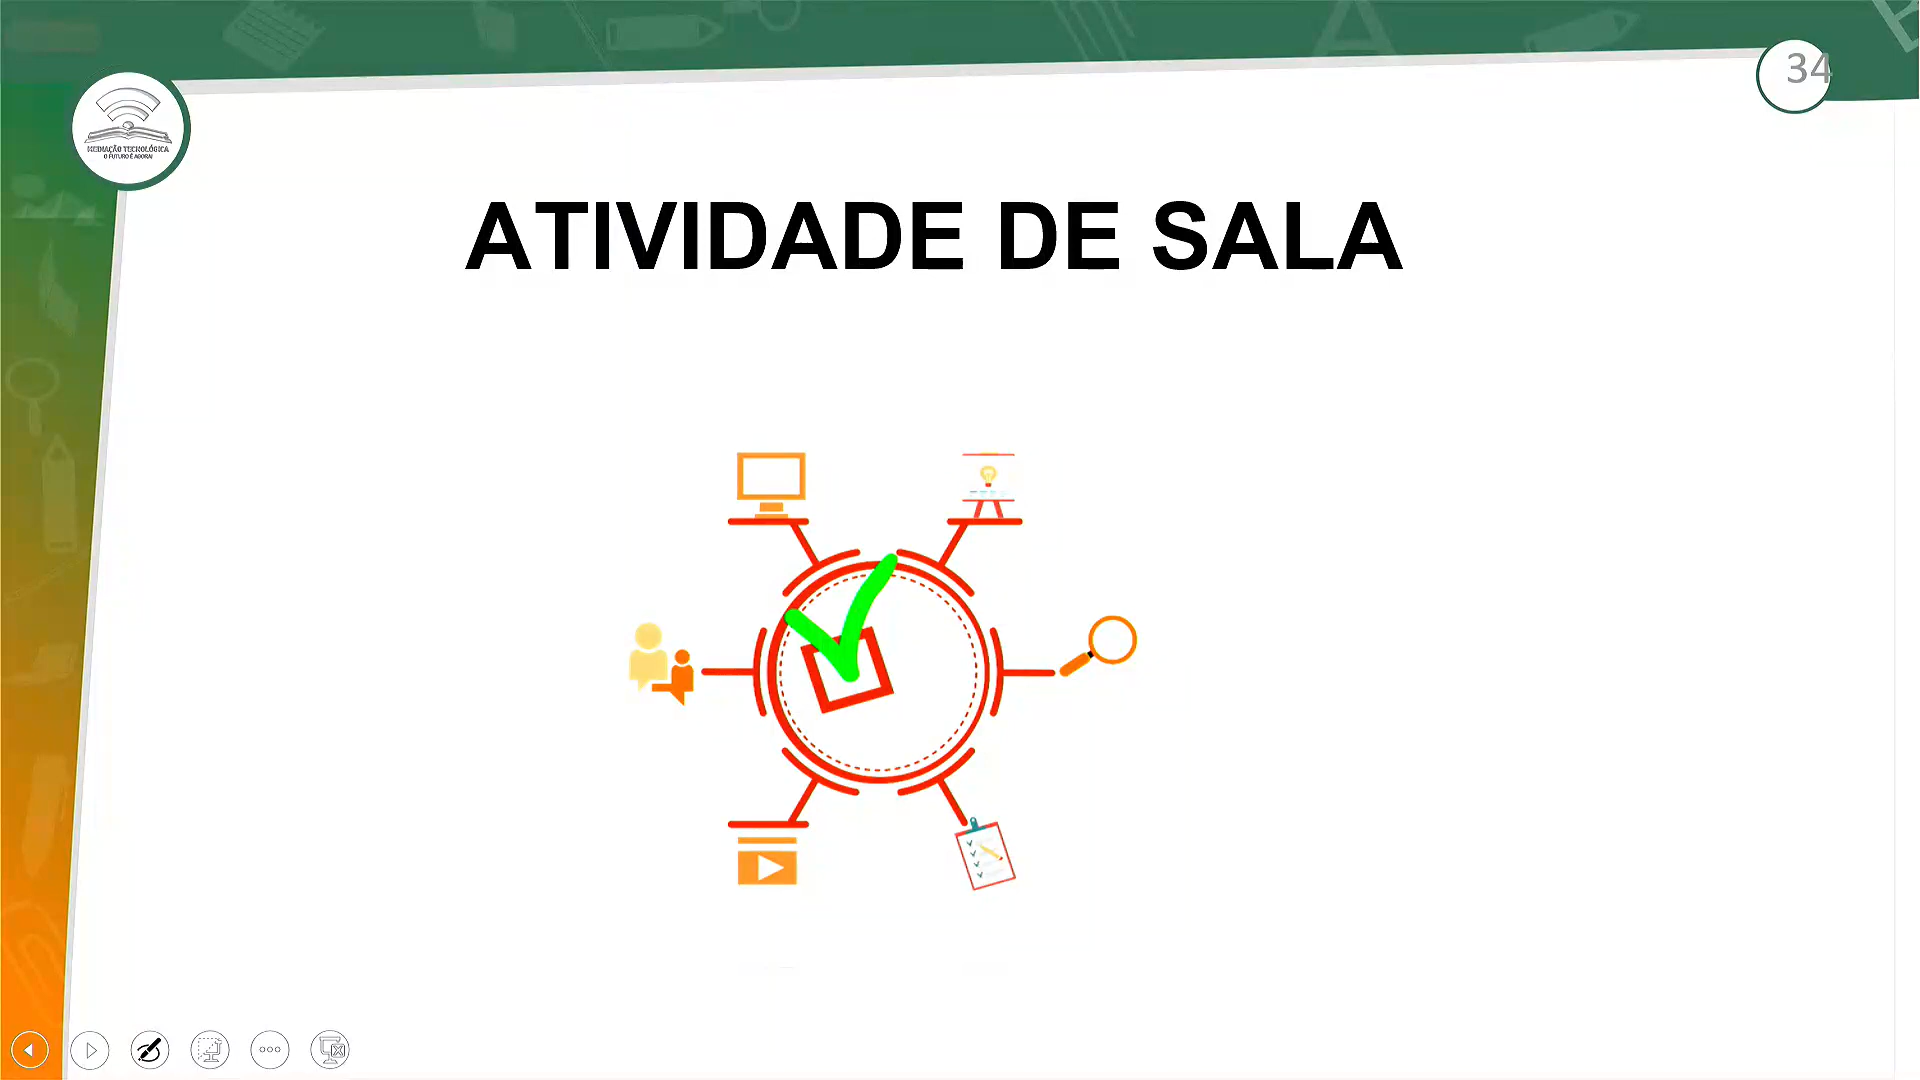 34
MEDIAÇÃO TECNOLÓGICA
O FUTURO É AGORA!
ATIVIDADE DE SALA